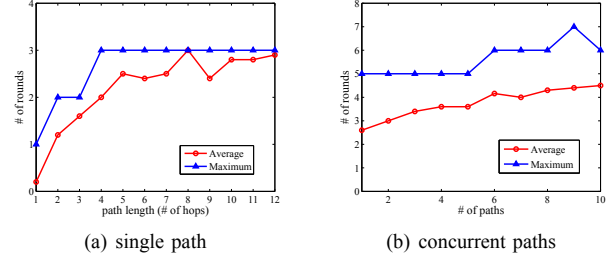 4
3
2
1
0
# of rounds
1 2 3 4 5 6 7 8 9 10 11 12
path length (# of hops)
Average
Maximum
(a) single path
8
7
6
5
4
3
2
1
0
# of rounds
2 4 6 8 10
# of paths
Average
Maximum
(b) concurrent paths